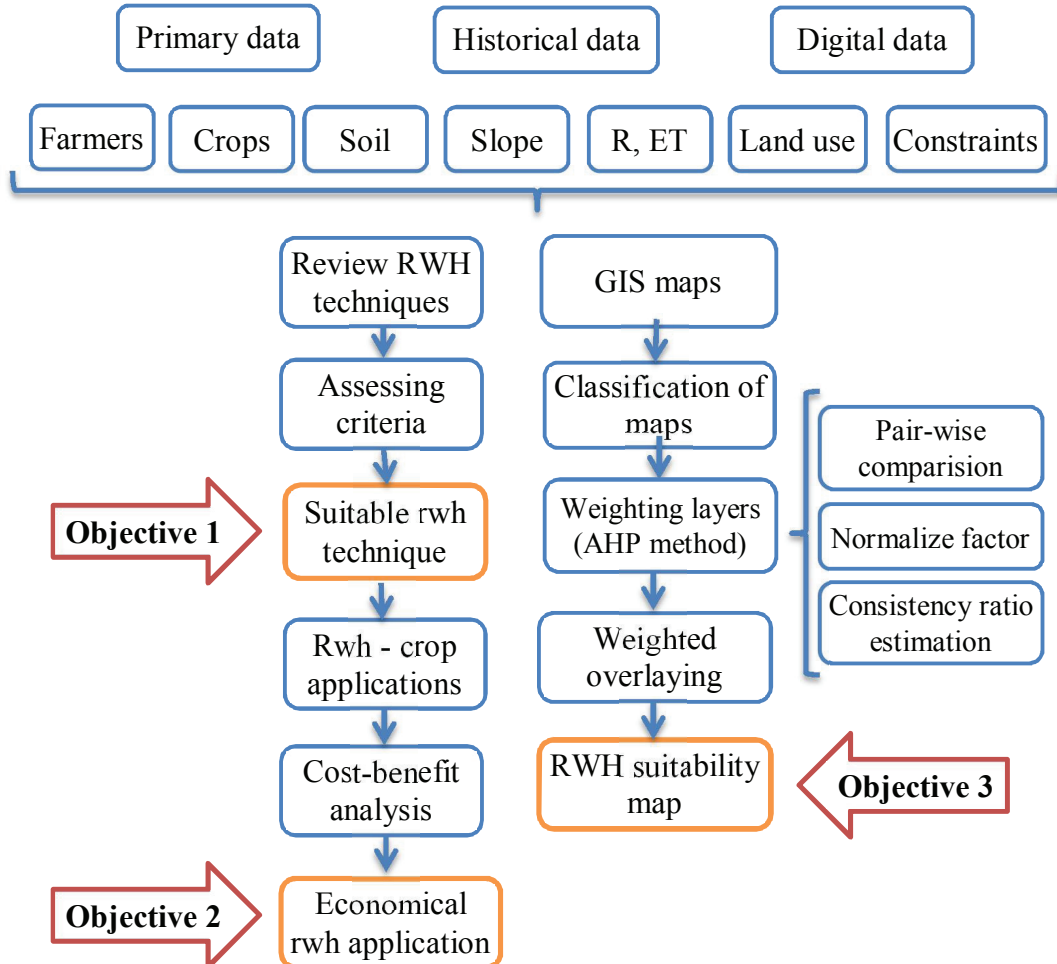 Primary data
Historical data
Digital data
Farmers
Crops
Soil
Slope
R, ET
Land use
Constraints
Review RWH
techniques
Assessing
criteria
Objective 1
Suitable rwh
technique
Rwh - crop
applications
Cost-benefit
analysis
Objective 2
Economical
rwh application
GIS maps
Classification of
maps
Weighting layers
(AHP method)
Pair-wise
comparision
Normalize factor
Consistency ratio
estimation
Weighted
overlaying
RWH suitability
map
Objective 3